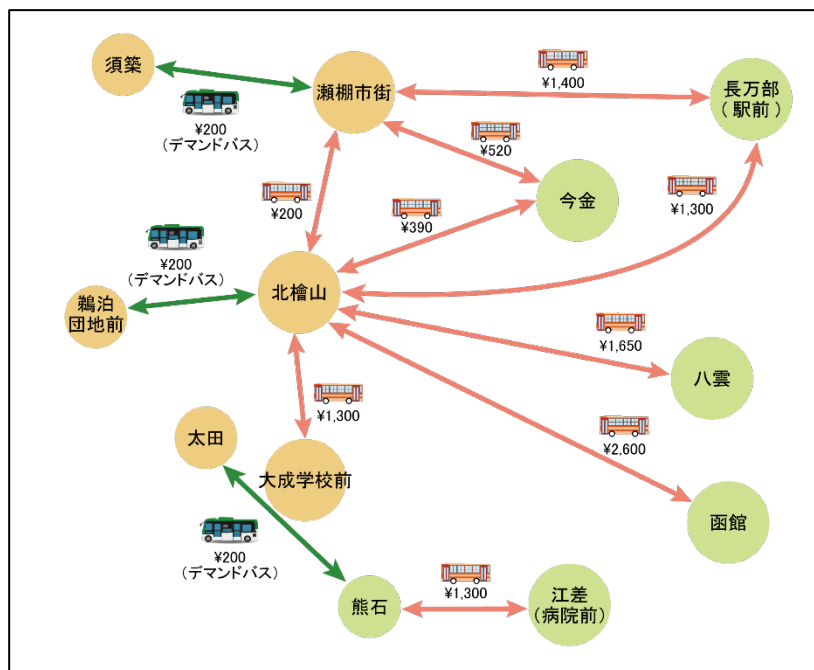 須築
¥200
(デマンドバス)
瀬棚市街
¥1,400
長万部
(駅前)
¥520
¥200
今金
¥1,300
¥390
¥200
(デマンドバス)
鵜泊
団地前
北檜山
¥1,650
八雲
¥1,300
太田
大成学校前
¥2,600
函館
¥200
(デマンドバス)
熊石
¥1,300
江差
(病院前)